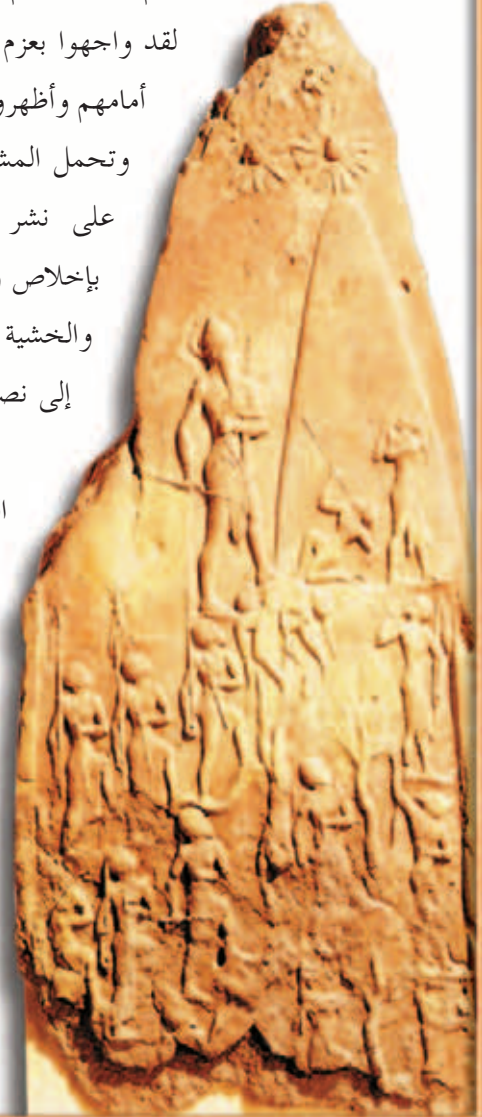 لقد واجهوا بعزم
أمامهم وأظهرو
وتحمل المش
على نشر
بإخلاص
والخشية
إلى نص
ا